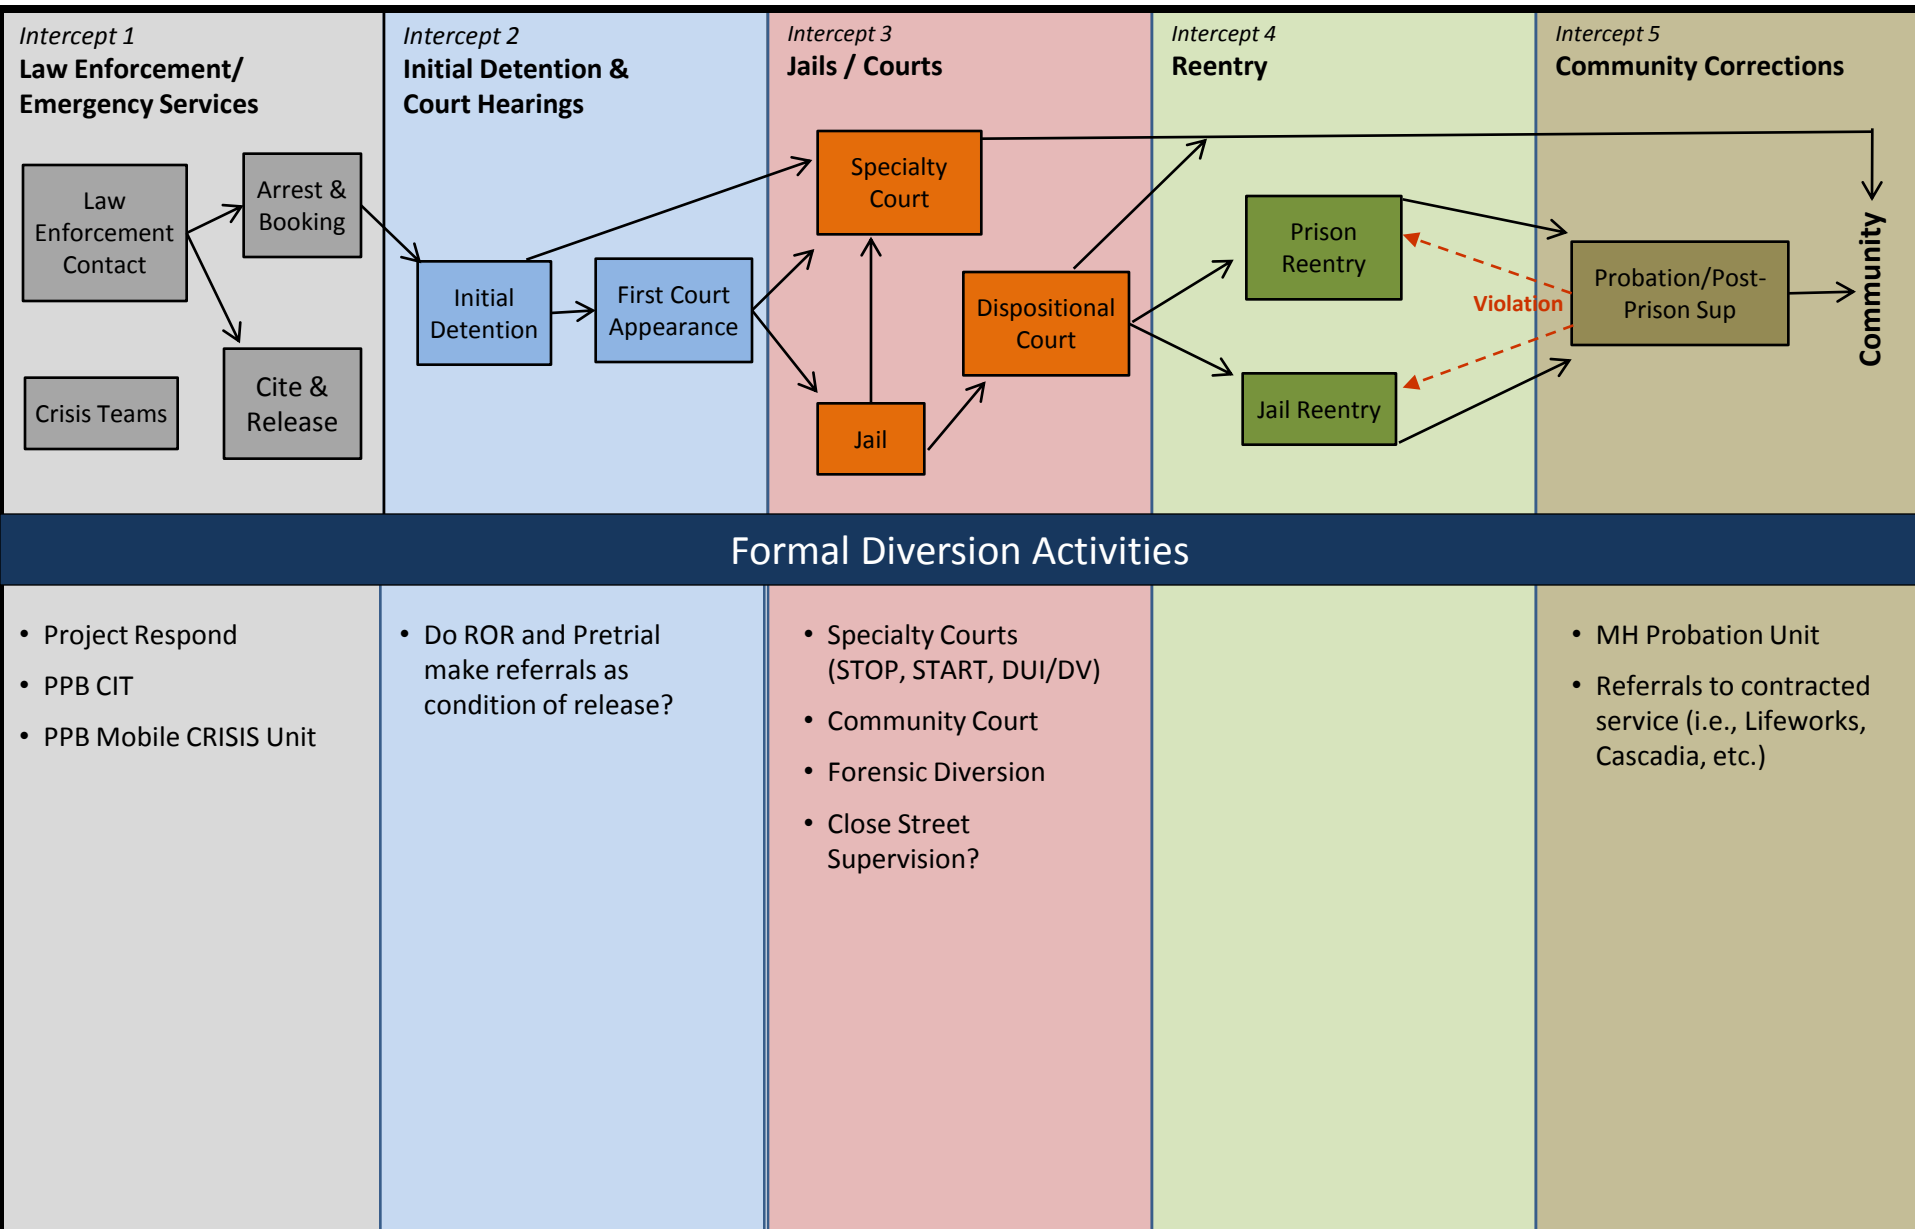 Intercept 1
Law Enforcement/
Emergency Services
Intercept 2
Initial Detention &
Court Hearings
Intercept 3
Jails / Courts
Intercept 4
Reentry
Intercept 5
Community Corrections
Law
Enforcement
Contact
Arrest &
Booking
Cite &
Release
Crisis Teams
Initial
Detention
First Court
Appearance
Specialty
Court
Jail
Dispositional
Court
Prison
Reentry
Jail Reentry
Violation
Probation/Post-
Prison Sup
Community
Formal Diversion Activities
• Project Respond
• PPB CIT
• PPB Mobile CRISIS Unit
• Do ROR and Pretrial
make referrals as
condition of release?
• Specialty Courts
(STOP, START, DUI/DV)
• Community Court
• Forensic Diversion
• Close Street
Supervision?
• MH Probation Unit
• Referrals to contracted
service (i.e., Lifeworks,
Cascadia, etc.)